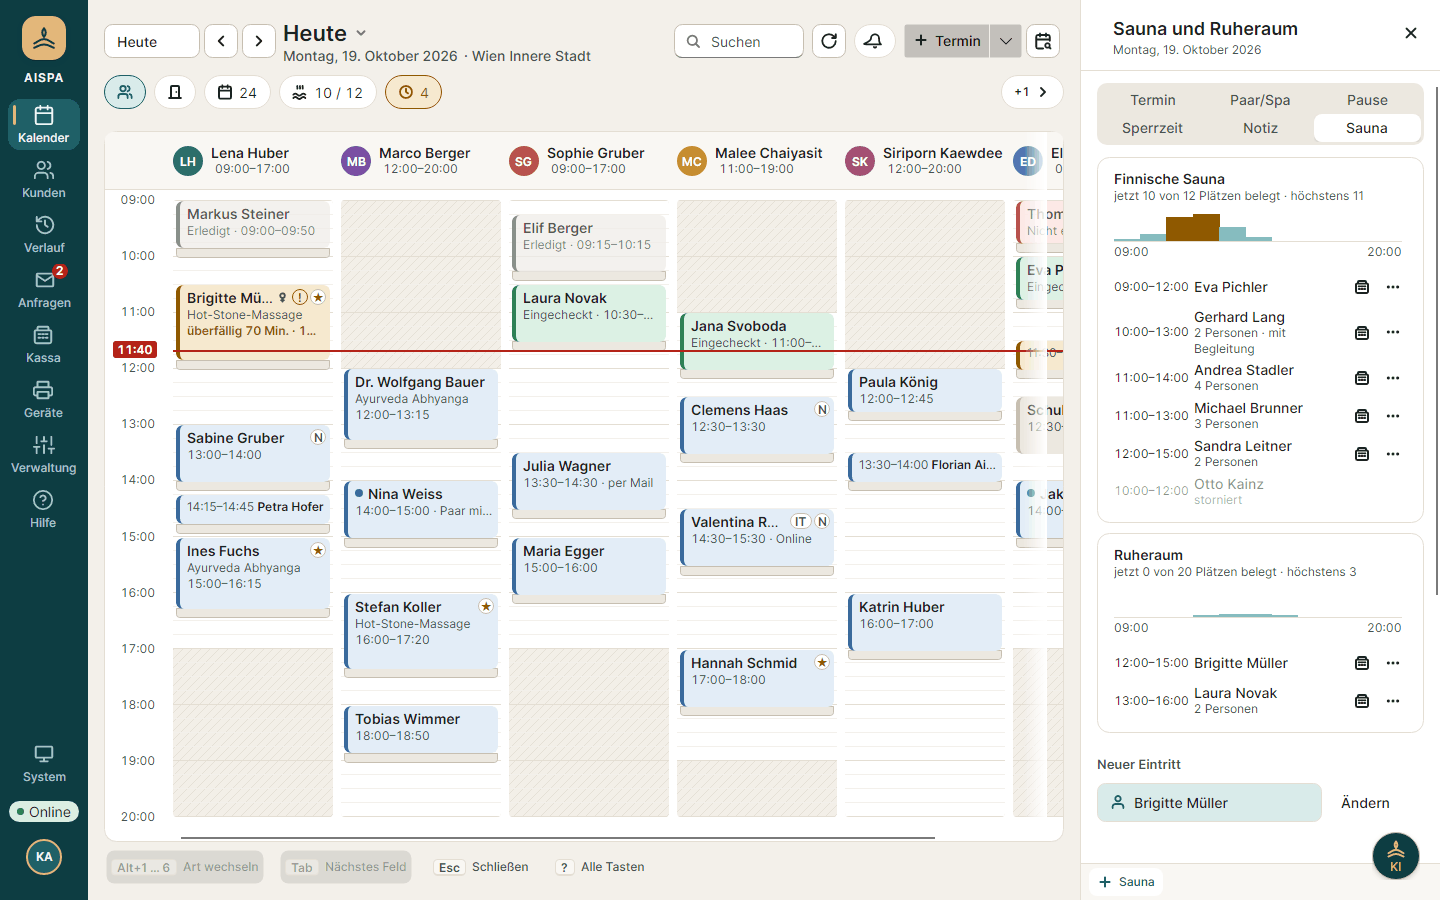 AISPA
Kalender
Kunden
Verlauf
Anfragen
2
Kassa
Geräte
Verwaltung
Hilfe
System
Online
KA
Heute
Heute
Montag, 19. Oktober 2026 · Wien Innere Stadt
Suchen
Termin
24
10 / 12
4
+1
LH
Lena Huber
09:00–17:00
MB
Marco Berger
12:00–20:00
SG
Sophie Gruber
09:00–17:00
MC
Malee Chaiyasit
11:00–19:00
SK
Siriporn Kaewdee
12:00–20:00
ED
09:00
10:00
11:00
11:40
12:00
13:00
14:00
15:00
16:00
17:00
18:00
19:00
20:00
Markus Steiner
Erledigt · 09:00–09:50
Brigitte Mü...
Hot-Stone-Massage
überfällig 70 Min. · 1...
Sabine Gruber
N
13:00–14:00
14:15–14:45 Petra Hofer
Ines Fuchs
Ayurveda Abhyanga
15:00–16:15
Dr. Wolfgang Bauer
Ayurveda Abhyanga
12:00–13:15
Nina Weiss
14:00–15:00 · Paar mi...
Stefan Koller
Hot-Stone-Massage
16:00–17:20
Tobias Wimmer
18:00–18:50
Elif Berger
Erledigt · 09:15–10:15
Laura Novak
Eingecheckt · 10:30–...
Julia Wagner
13:30–14:30 · per Mail
Maria Egger
15:00–16:00
Jana Svoboda
Eingecheckt · 11:00–...
Clemens Haas
N
12:30–13:30
Valentina R...
IT
N
14:30–15:30 · Online
Hannah Schmid
17:00–18:00
Paula König
12:00–12:45
13:30–14:00 Florian Ai...
Katrin Huber
16:00–17:00
Alt+1 ... 6 Art wechseln
Tab Nächstes Feld
Esc Schließen
? Alle Tasten
Sauna und Ruheraum
Montag, 19. Oktober 2026
Termin
Paar/Spa
Pause
Sperrzeit
Notiz
Sauna
Finnische Sauna
jetzt 10 von 12 Plätzen belegt · höchstens 11
09:00
20:00
09:00–12:00 Eva Pichler
10:00–13:00 Gerhard Lang
2 Personen · mit
Begleitung
11:00–14:00 Andrea Stadler
4 Personen
11:00–13:00 Michael Brunner
3 Personen
12:00–15:00 Sandra Leitner
2 Personen
10:00–12:00 Otto Kainz
storniert
Ruheraum
jetzt 0 von 20 Plätzen belegt · höchstens 3
09:00
20:00
12:00–15:00 Brigitte Müller
13:00–16:00 Laura Novak
2 Personen
Neuer Eintritt
Brigitte Müller
Ändern
KI
Sauna